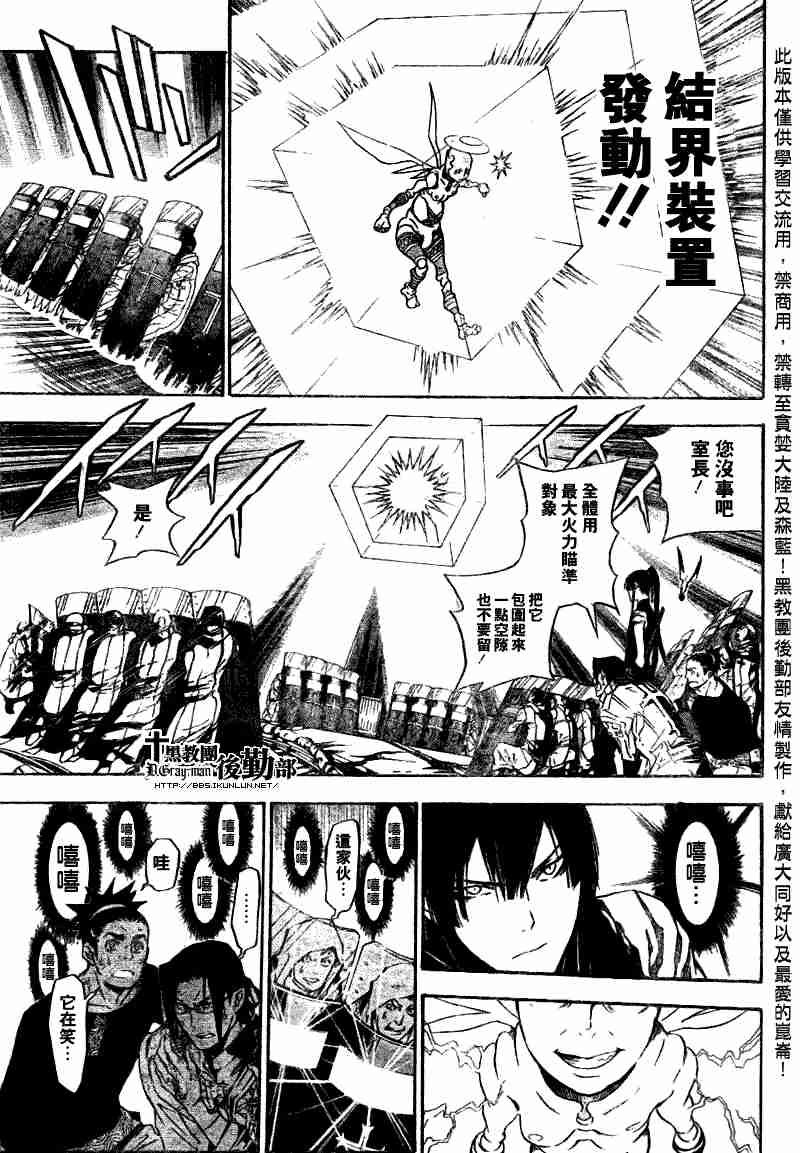 結界裝置
發動!!
您沒事吧
室長!
全體用
最大火力瞄準
對象
把它
包圍起來
一點空隊
也不要留!
是!
黑教團
D.Gray-man 後勤部
HTTP://BBS.IKUNLUN.NET/
嘻嘻
嘻嘻
這家伙…
嘻嘻
嘻嘻
嘻嘻
嘻嘻
哇
嘻嘻
嘻嘻
嘻嘻
它在笑…
此版本僅供學習交流用，禁商用，禁轉至貪婪大陸及森藍！黑教團後勤部友情製作，獻給廣大同好以及最愛的崑崙！